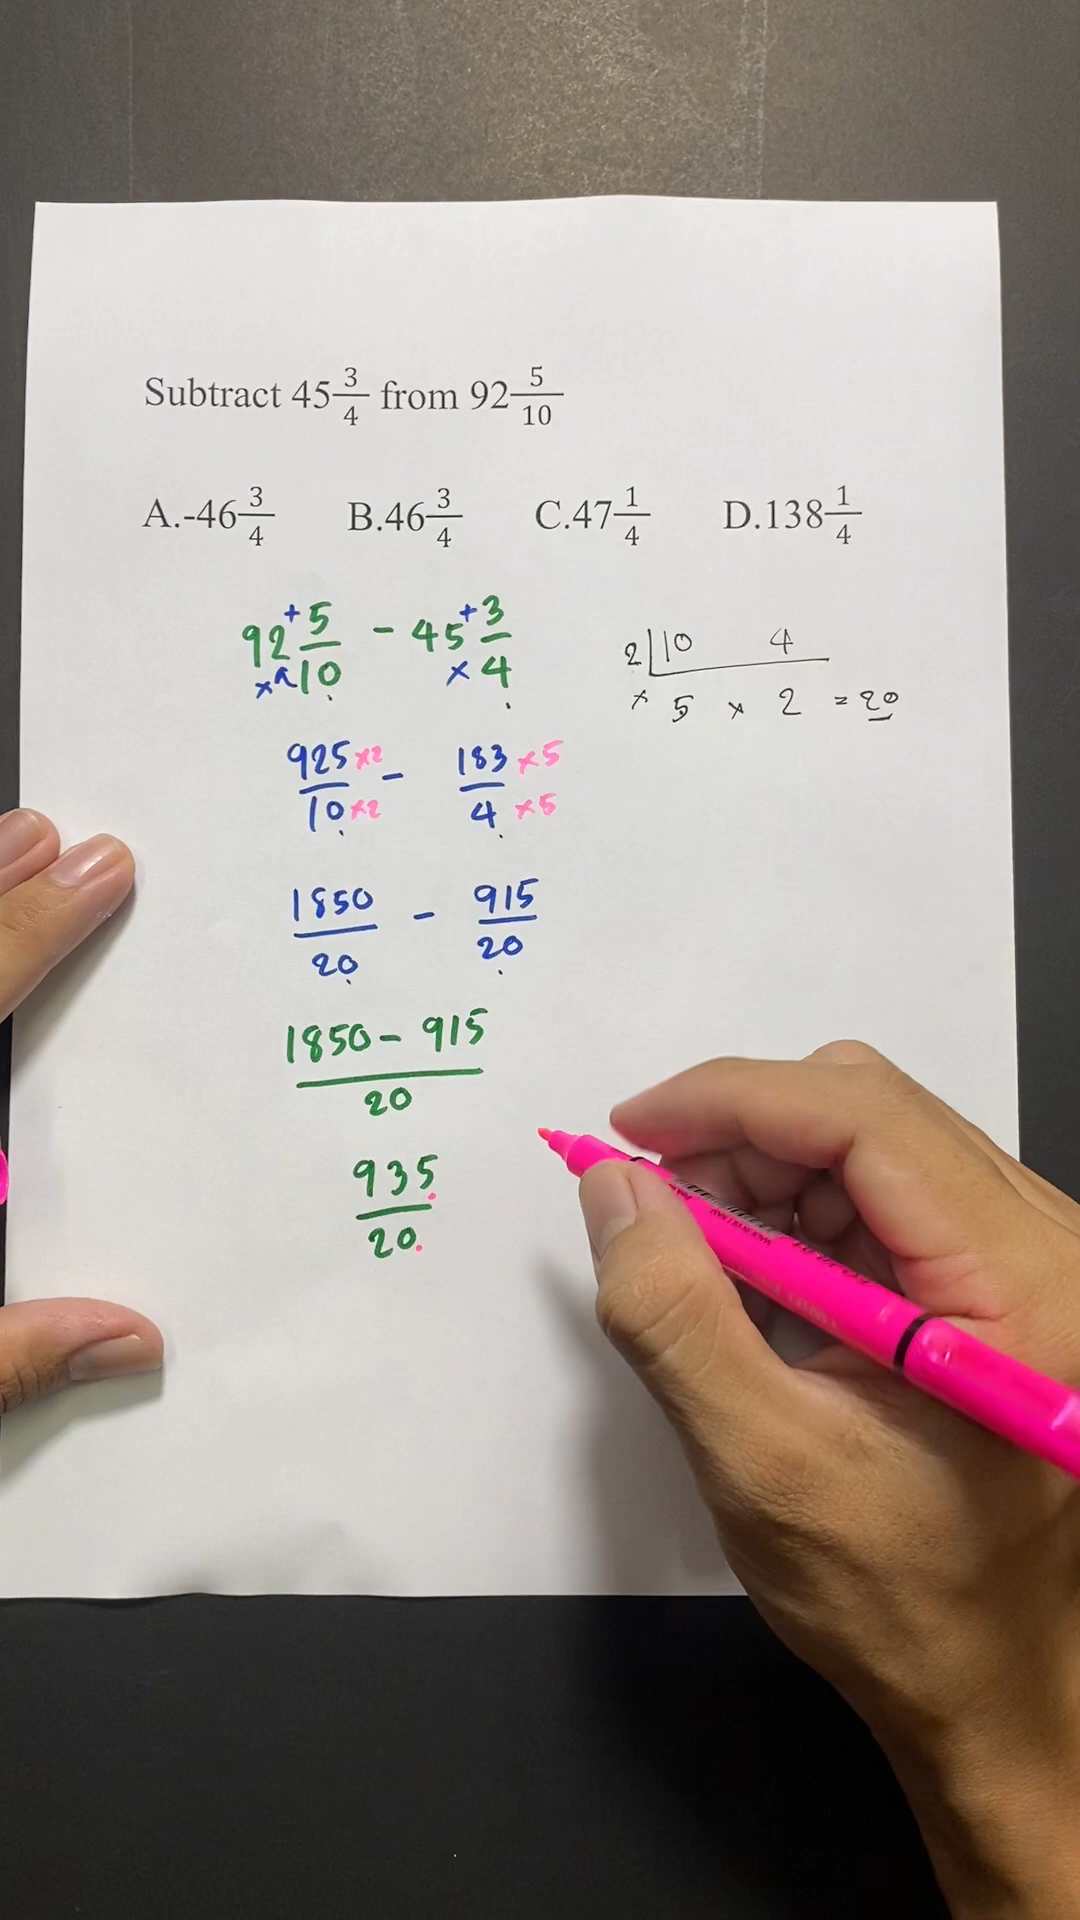 Subtract 45 3/4 from 92 5/10
A.-46 3/4 B.46 3/4 C.47 1/4 D.138 1/4
92 + 5/10 - 45 + 3/4
× ×
2 | 10 4
× 5 × 2 = 20
925 ×2/10 ×2 - 183 ×5/4 ×5
1850/20 - 915/20
1850 - 915/20
935/20